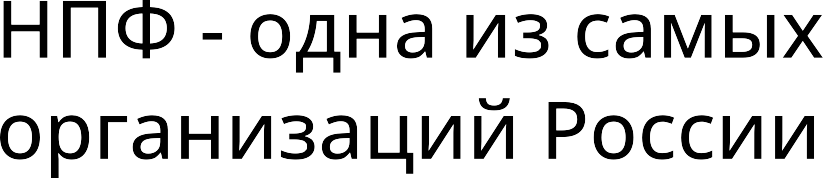 НПФ - одна из самых
организаций России